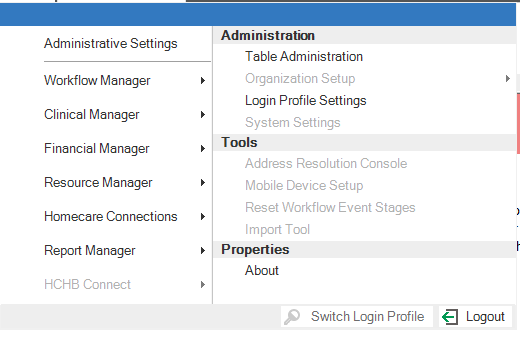 Administrative Settings
Workflow Manager
Clinical Manager
Financial Manager
Resource Manager
Homecare Connections
Report Manager
HCHB Connect
Administration
Table Administration
Organization Setup
Login Profile Settings
System Settings
Tools
Address Resolution Console
Mobile Device Setup
Reset Workflow Event Stages
Import Tool
Properties
About
Switch Login Profile
Logout